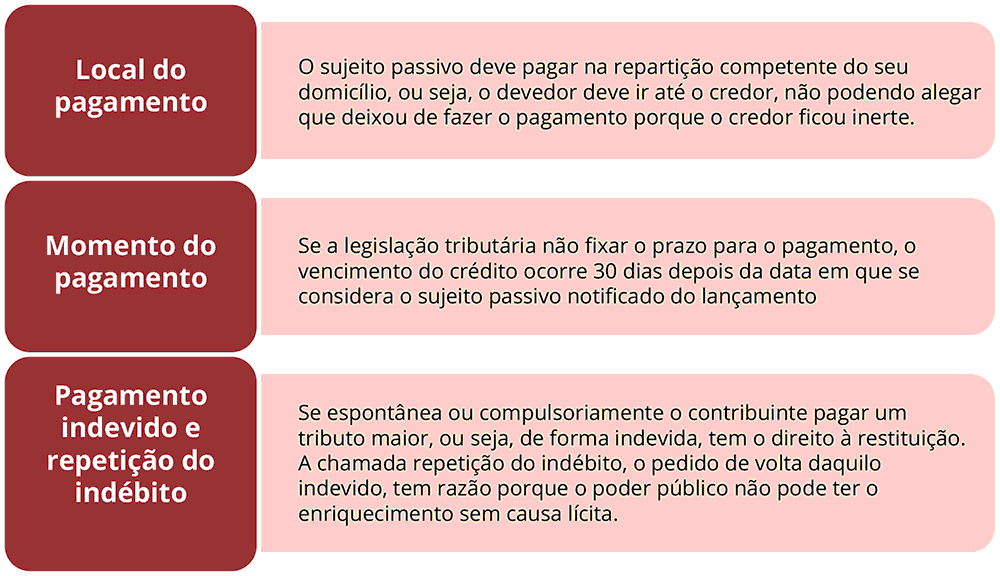 Local do
pagamento
O sujeito passivo deve pagar na repartição competente do seu
domicílio, ou seja, o devedor deve ir até o credor, não podendo alegar
que deixou de fazer o pagamento porque o credor ficou inerte.
Momento do
pagamento
Se a legislação tributária não fixar o prazo para o pagamento, o
vencimento do crédito ocorre 30 dias depois da data em que se
considera o sujeito passivo notificado do lançamento
Pagamento
indevido e
repetição do
indébito
Se espontânea ou compulsoriamente o contribuinte pagar um
tributo maior, ou seja, de forma indevida, tem o direito à restituição.
A chamada repetição do indébito, o pedido de volta daquilo
indevido, tem razão porque o poder público não pode ter o
enriquecimento sem causa lícita.